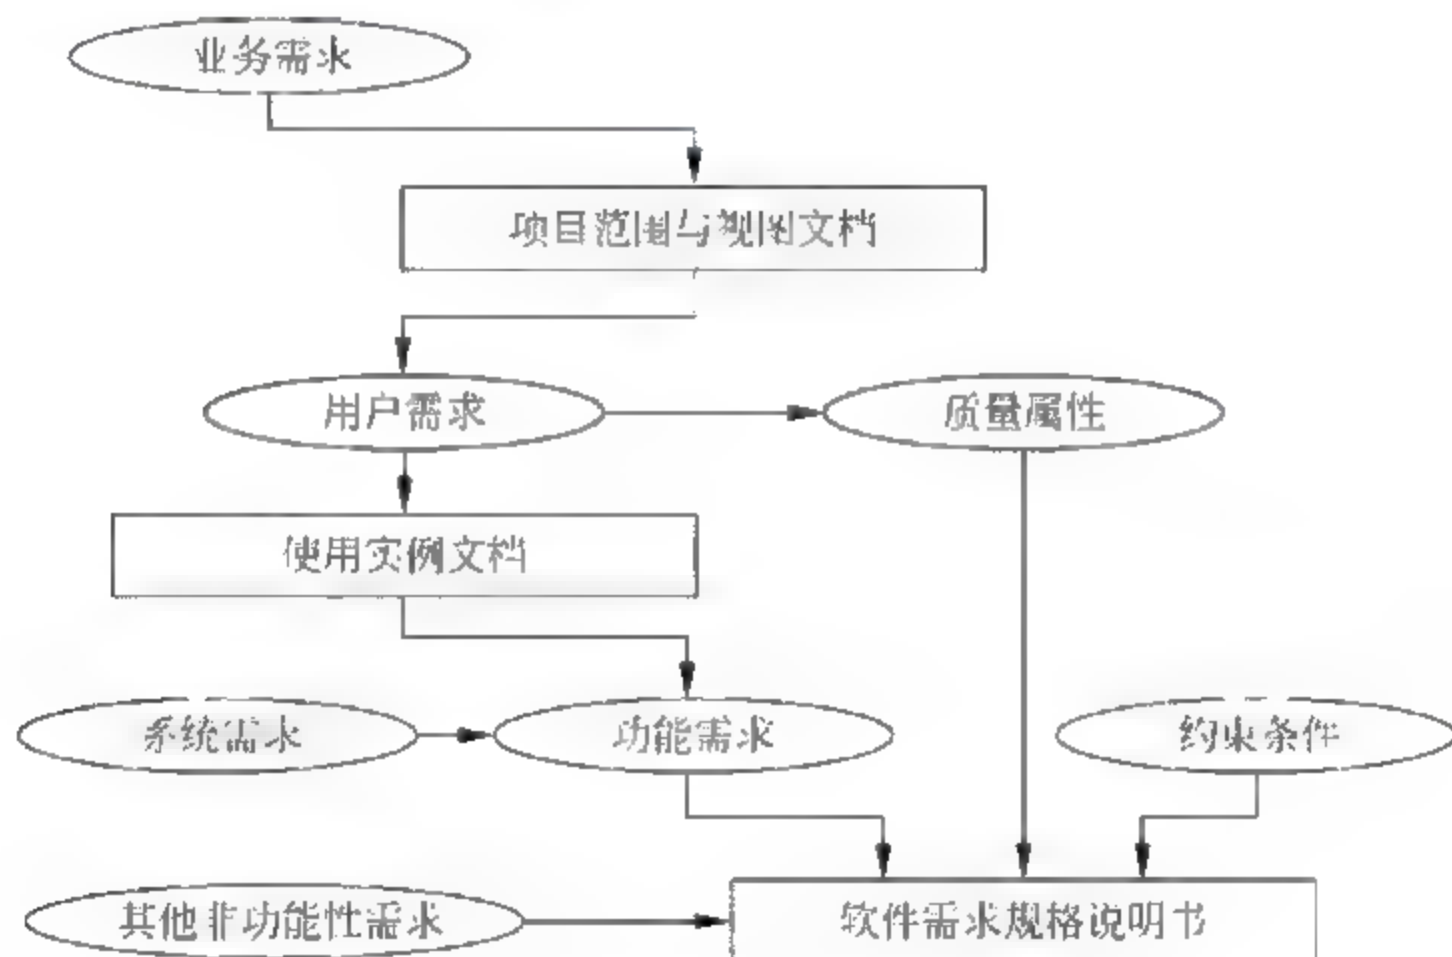 业务需求
项目范围与视图文档
用户需求
质量属性
使用实例文档
系统需求
功能需求
约束条件
其他非功能性需求
软件需求规格说明书